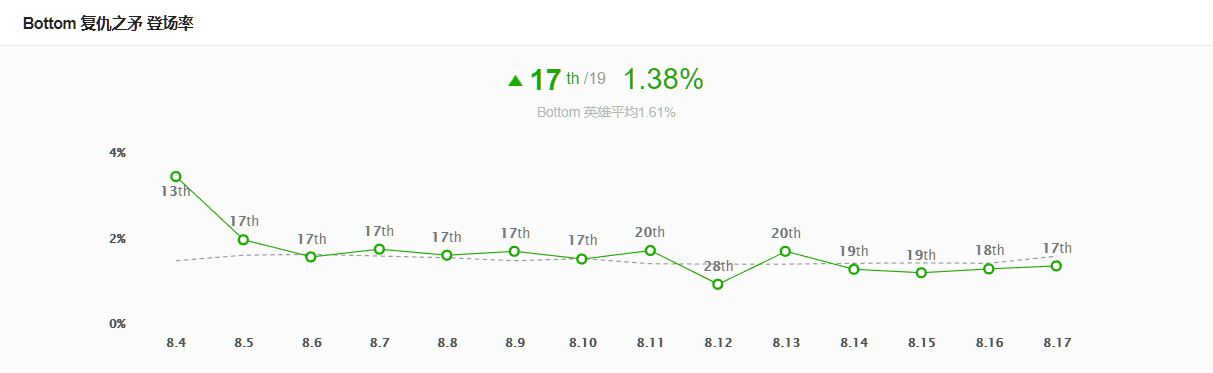 Bottom 复仇之矛 登场率
17 th /19 1.38%
Bottom 英雄平均1.61%
4%
2%
0%
13th 17th 17th 17th 17th 17th 17th 20th 28th 20th 19th 19th 18th 17th
8.4 8.5 8.6 8.7 8.8 8.9 8.10 8.11 8.12 8.13 8.14 8.15 8.16 8.17